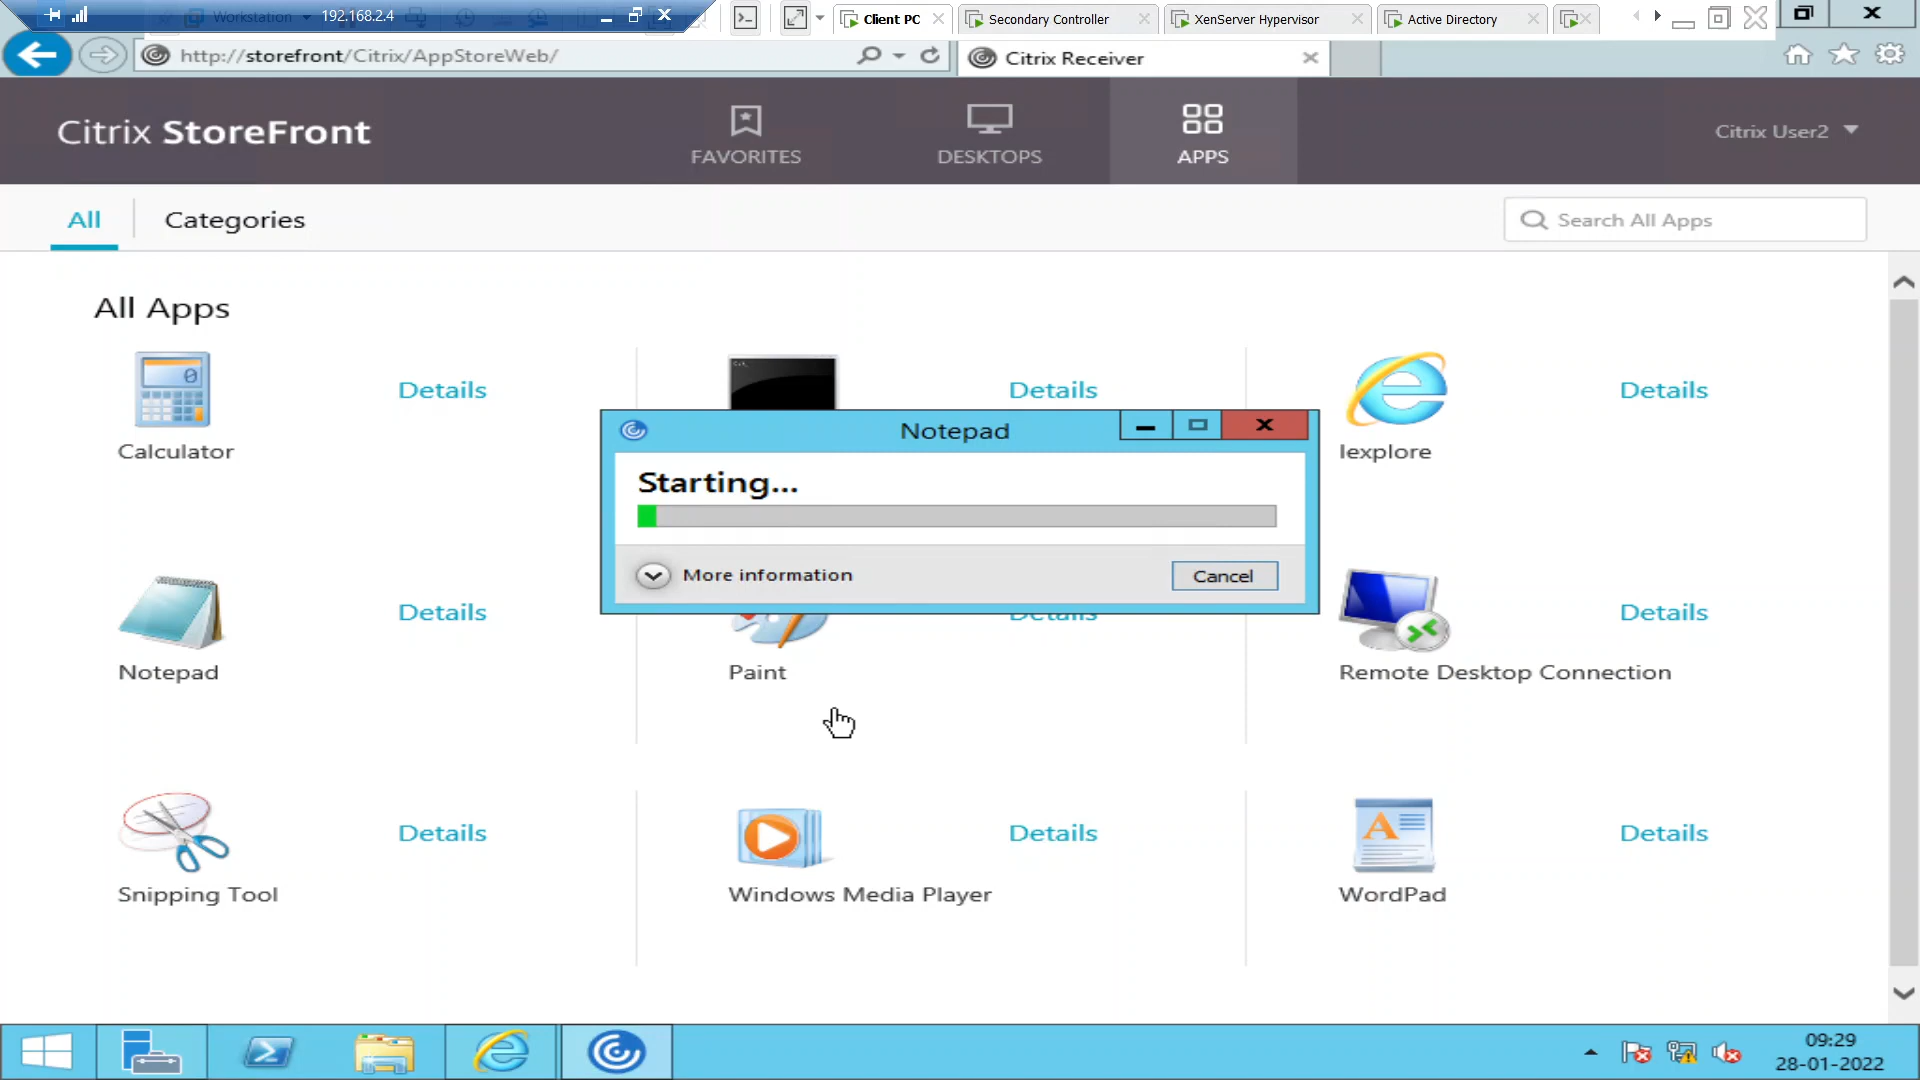 Workstation
192.168.2.4
Client PC
Secondary Controller
XenServer Hypervisor
Active Directory
http://storefront/Citrix/AppStoreWeb/
Citrix Receiver
Citrix StoreFront
FAVORITES
DESKTOPS
APPS
Citrix User2
All
Categories
Search All Apps
All Apps
Details
Details
Details
Calculator
Iexplore
Notepad
Starting...
More information
Cancel
Details
Details
Details
Notepad
Paint
Remote Desktop Connection
Details
Details
Details
Snipping Tool
Windows Media Player
WordPad
09:29
28-01-2022